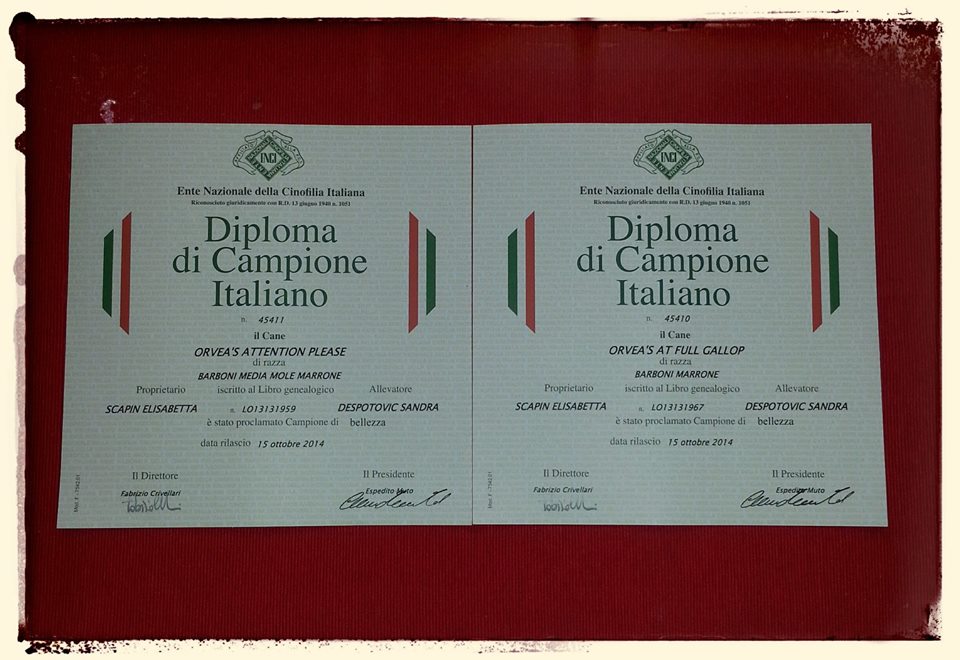 ENCI
Ente Nazionale della Cinofilia Italiana
Riconosciuto giuridicamente con R.D. 13 giugno 1940 n. 1051
Diploma
di Campione
Italiano
n. 45411
il Cane
ORVEA'S ATTENTION PLEASE
di razza
BARBONI MEDIA MOLE MARRONE
Proprietario iscritto al Libro genealogico Allevatore
SCAPIN ELISABETTA n. LO13131959 DESPOTOVIC SANDRA
è stato proclamato Campione di bellezza
data rilascio 15 ottobre 2014
Il Direttore Il Presidente
Fabrizio Crivellari Espedito Muto
Ente Nazionale della Cinofilia Italiana
Riconosciuto giuridicamente con R.D. 13 giugno 1940 n. 1051
Diploma
di Campione
Italiano
n. 45410
il Cane
ORVEA'S AT FULL GALLOP
di razza
BARBONI MARRONE
Proprietario iscritto al Libro genealogico Allevatore
SCAPIN ELISABETTA n. LO13131967 DESPOTOVIC SANDRA
è stato proclamato Campione di bellezza
data rilascio 15 ottobre 2014
Il Direttore Il Presidente
Fabrizio Crivellari Espedito Muto